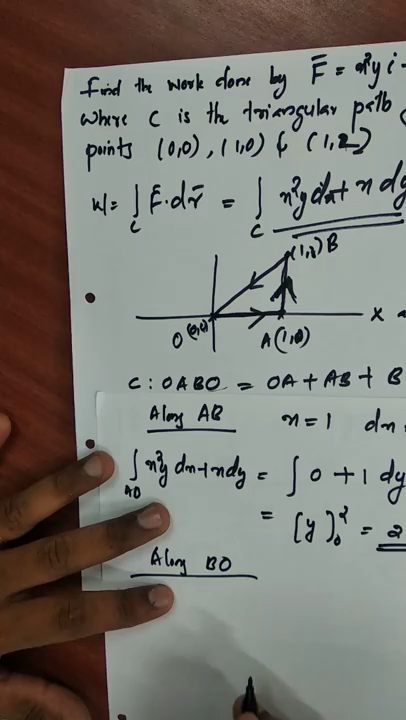 Find the work done by F̄ = x²y i
where C is the triangular path
points (0,0), (1,0) & (1,2)
W = ∫_C F̄·dr̄ = ∫_C x²y dx + x dy
(1,2) B
O (0,0) A (1,0) X
C : OABO = OA + AB + B
Along AB x = 1 dx
∫_AB x²y dx + x dy = ∫ 0 + 1 dy
= [y]₀² = 2
Along BO